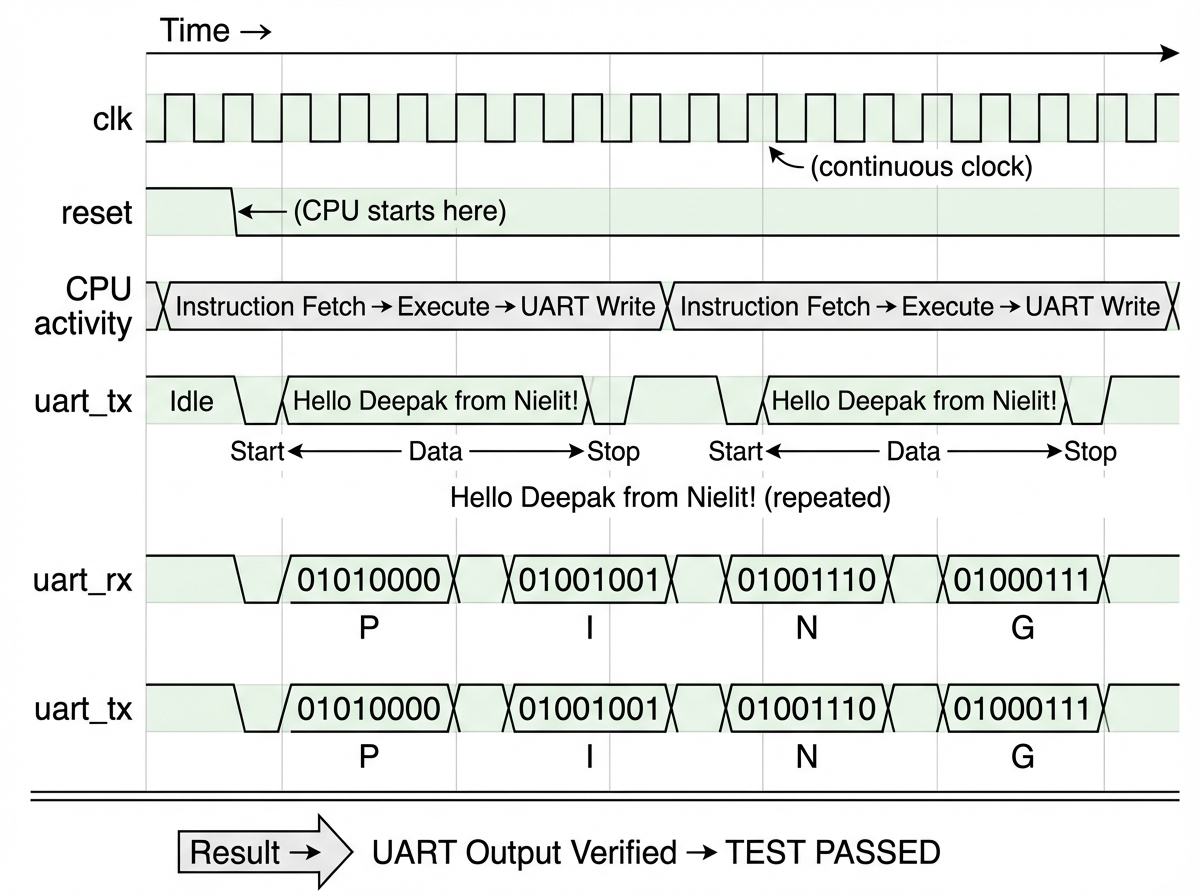 Time →
clk
(continuous clock)
reset
(CPU starts here)
CPU
activity
Instruction Fetch → Execute → UART Write
Instruction Fetch → Execute → UART Write
uart_tx
Idle
Hello Deepak from Nielit!
Hello Deepak from Nielit!
Start
Data
Stop
Start
Data
Stop
Hello Deepak from Nielit! (repeated)
uart_rx
01010000
01001001
01001110
01000111
P
I
N
G
uart_tx
01010000
01001001
01001110
01000111
P
I
N
G
Result →
UART Output Verified → TEST PASSED